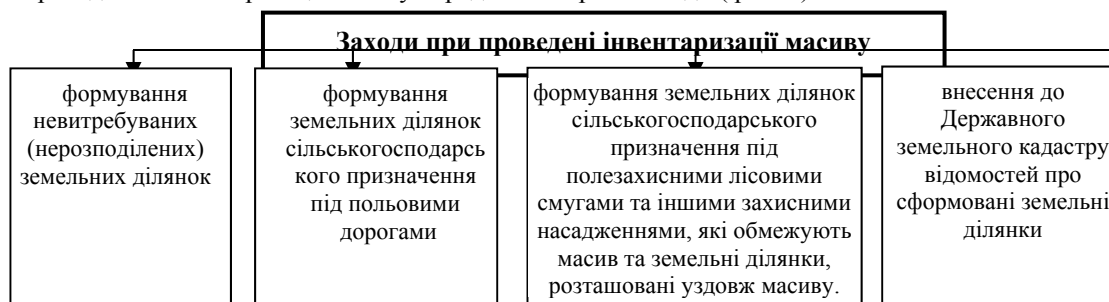 Заходи при проведені інвентаризації масиву
формування
невитребуваних
(нерозподілених)
земельних ділянок
формування
земельних ділянок
сільськогосподарсь
кого призначення
під польовими
дорогами
формування земельних ділянок
сільськогосподарського
призначення під
полезахисними лісовими
смугами та іншими захисними
насадженнями, які обмежують
масив та земельні ділянки,
розташовані уздовж масиву.
внесення до
Державного
земельного кадастру
відомостей про
сформовані земельні
ділянки